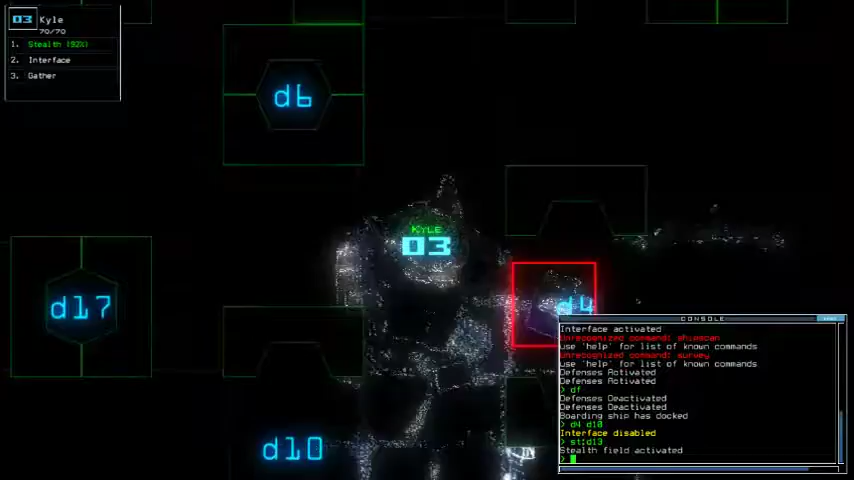 03 Kyle
70/70
1. Stealth (92%)
2. Interface
3. Gather
d6
Kyle
03
d17
d4
d10
CONSOLE
Interface activated
Unrecognized command: shipscan
Use 'help' for list of known commands
Unrecognized command: survey
Use 'help' for list of known commands
Defenses Activated
Defenses Activated
> df
Defenses Deactivated
Defenses Deactivated
Boarding ship has docked
> d4 d10
Interface disabled
> st;d13
Stealth field activated
>